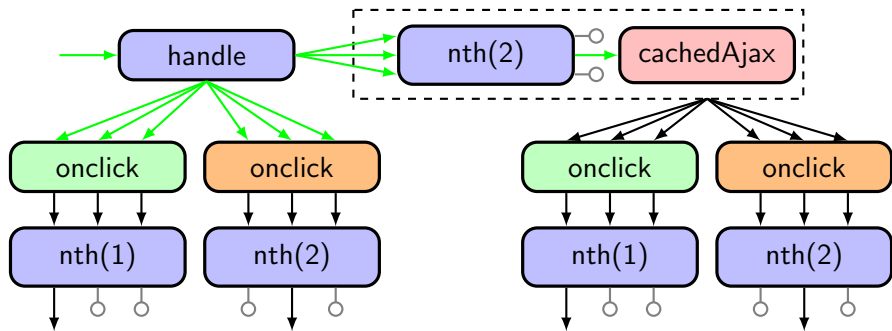 handle
nth(2)
cachedAjax
onclick
onclick
onclick
onclick
nth(1)
nth(2)
nth(1)
nth(2)